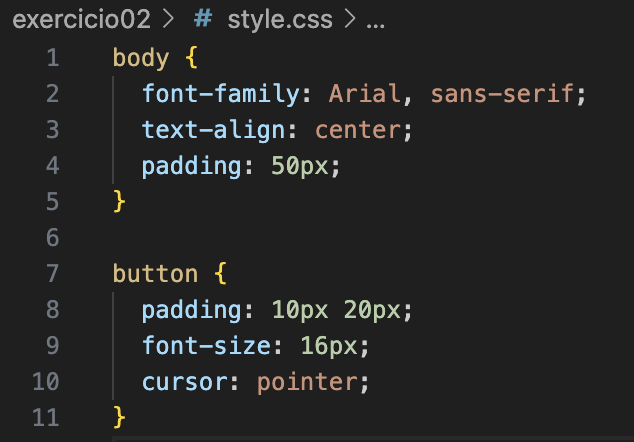 exercicio02 > # style.css > ...
1 body {
2   font-family: Arial, sans-serif;
3   text-align: center;
4   padding: 50px;
5 }
6
7 button {
8   padding: 10px 20px;
9   font-size: 16px;
10   cursor: pointer;
11 }